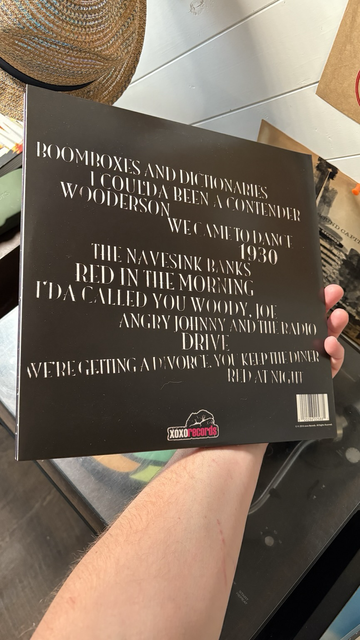 BOOMBOXES AND DICTIONARIES
I COULDA BEEN A CONTENDER
WOODERSON
WE CAME TO DANCE
1930
THE NAVESINK BANKS
RED IN THE MORNING
I'DA CALLED YOU WOODY, JOE
ANGRY JOHNNY AND THE RADIO
DRIVE
WE'RE GETTING A DIVORCE, YOU KEEP THE DINER
RED AT NIGHT
xoxorecords